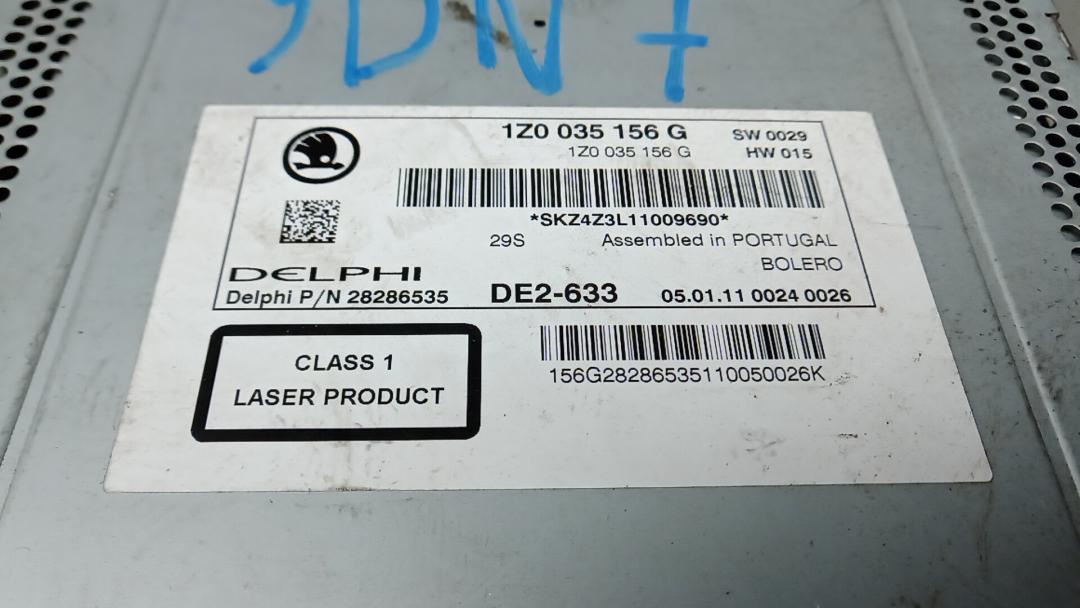 1Z0 035 156 G SW 0029
1Z0 035 156 G HW 015
*SKZ4Z3L11009690*
29S Assembled in PORTUGAL
BOLERO
DELPHI
Delphi P/N 28286535 DE2-633 05.01.11 0024 0026
CLASS 1
LASER PRODUCT
156G28286535110050026K